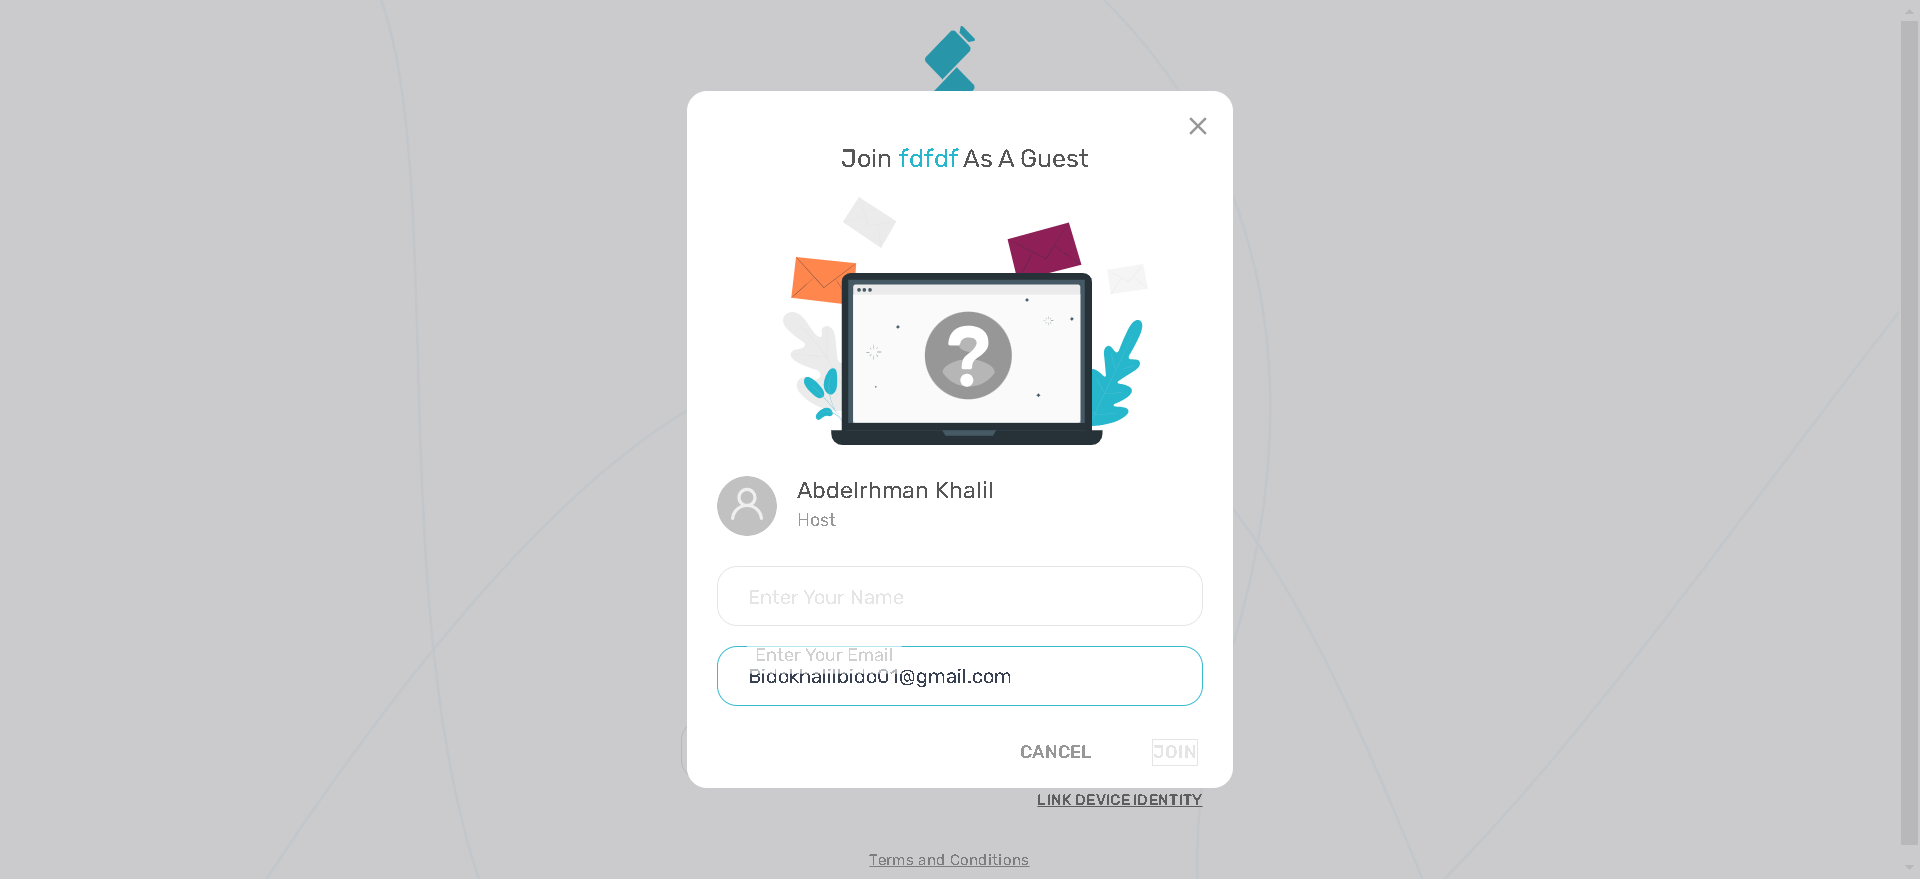 Join fdfdf As A Guest
?
Abdelrhman Khalil
Host
Enter Your Name
Enter Your Email
Bidokhalilbido01@gmail.com
CANCEL JOIN
LINK DEVICE IDENTITY
Terms and Conditions